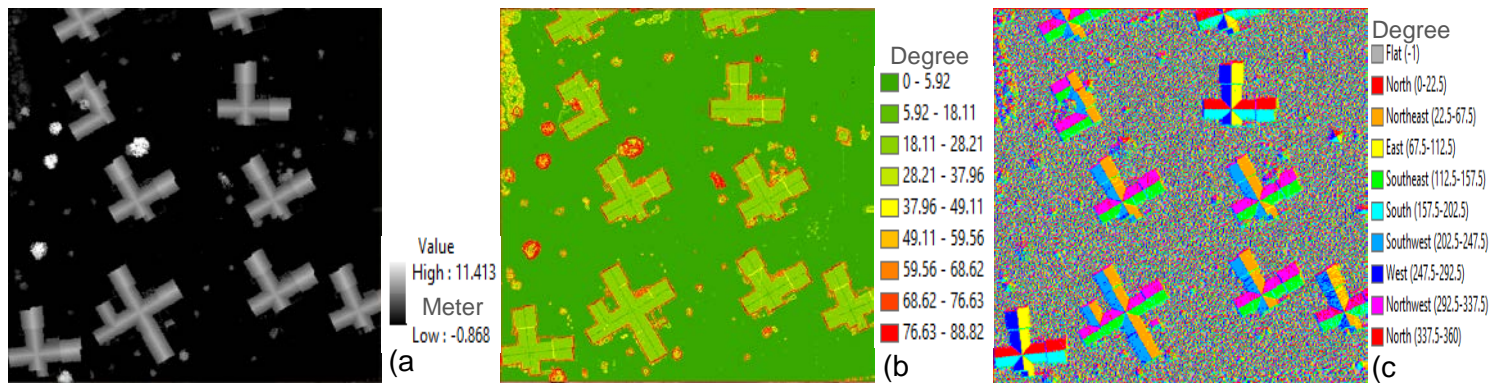 Value
High : 11.413
Meter
Low : -0.868
(a
Degree
0 - 5.92
5.92 - 18.11
18.11 - 28.21
28.21 - 37.96
37.96 - 49.11
49.11 - 59.56
59.56 - 68.62
68.62 - 76.63
76.63 - 88.82
(b
Degree
Flat (-1)
North (0-22.5)
Northeast (22.5-67.5)
East (67.5-112.5)
Southeast (112.5-157.5)
South (157.5-202.5)
Southwest (202.5-247.5)
West (247.5-292.5)
Northwest (292.5-337.5)
North (337.5-360)
(c